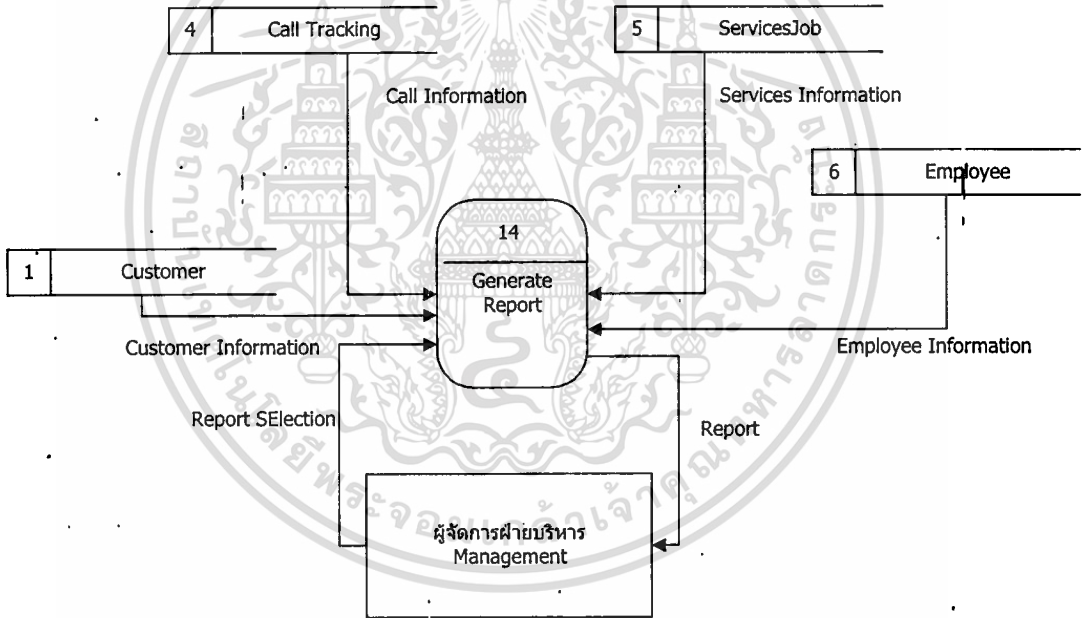 4 Call Tracking
5 ServicesJob
Call Information
Services Information
6 Employee
14
1 Customer
Generate
Report
Customer Information
Employee Information
Report SElection
Report
ผู้จัดการฝ่ายบริหาร
Management